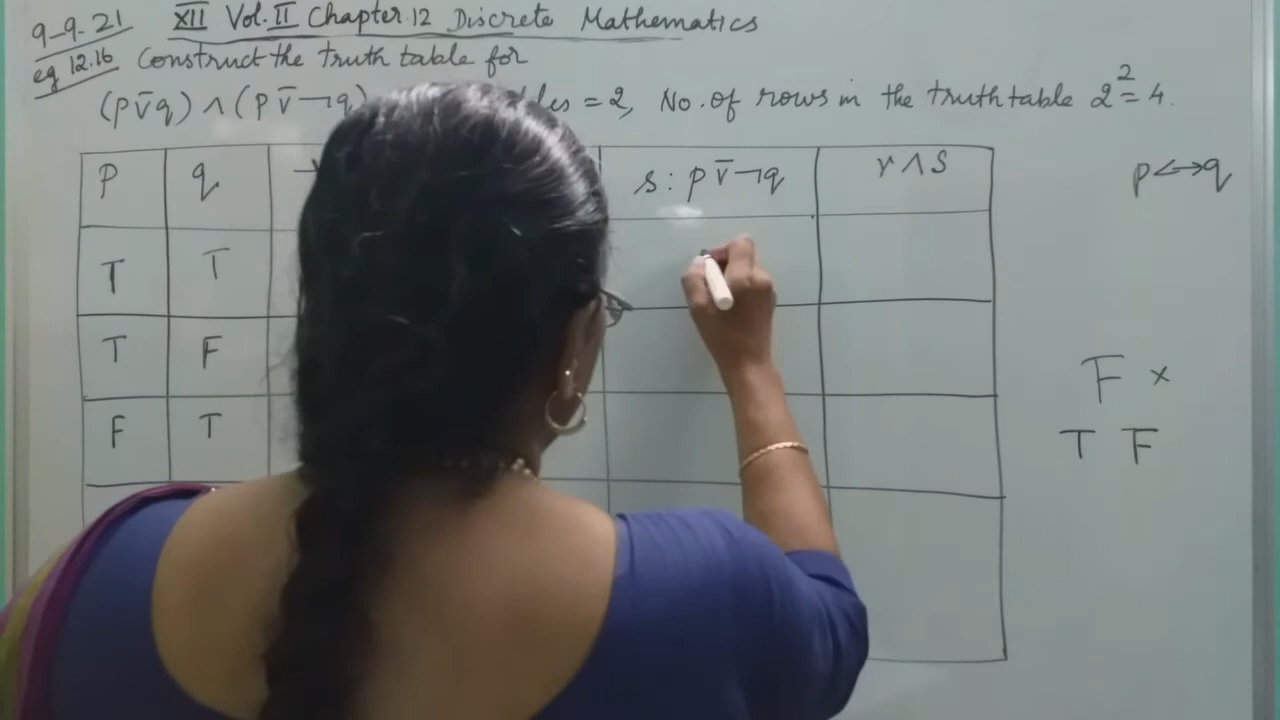 9-9-21 XII Vol. II Chapter 12 Discrete Mathematics
eg 12.16 Construct the truth table for
(p ⊽ q) ∧ (p ⊽ ¬q) = 2, No. of rows in the truth table 2² = 4.
P q s : p ⊽ ¬q r ∧ S p ↔ q
T T
T F F ×
F T T F